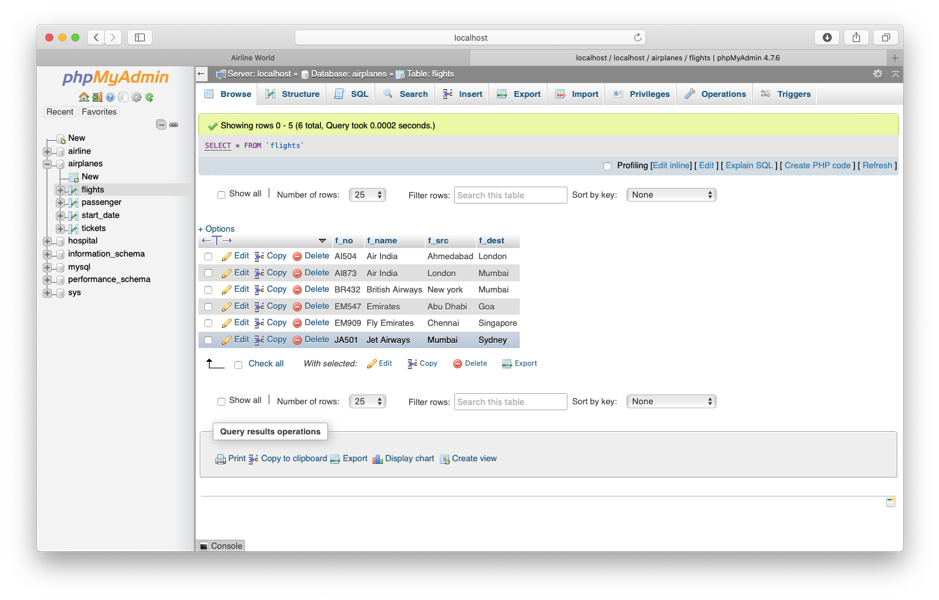 localhost
Airline World
localhost / localhost / airplanes / flights | phpMyAdmin 4.7.6
phpMyAdmin
Recent Favorites
New
airline
airplanes
New
flights
passenger
start_date
tickets
hospital
information_schema
mysql
performance_schema
sys
Server: localhost » Database: airplanes » Table: flights
Browse Structure SQL Search Insert Export Import Privileges Operations Triggers
Showing rows 0 - 5 (6 total, Query took 0.0002 seconds.)
SELECT * FROM `flights`
Profiling [Edit inline] [ Edit ] [ Explain SQL ] [ Create PHP code ] [ Refresh ]
Show all | Number of rows: 25 Filter rows: Search this table Sort by key: None
+ Options
f_no f_name f_src f_dest
Edit Copy Delete AI504 Air India Ahmedabad London
Edit Copy Delete AI873 Air India London Mumbai
Edit Copy Delete BR432 British Airways New york Mumbai
Edit Copy Delete EM547 Emirates Abu Dhabi Goa
Edit Copy Delete EM909 Fly Emirates Chennai Singapore
Edit Copy Delete JA501 Jet Airways Mumbai Sydney
Check all With selected: Edit Copy Delete Export
Show all | Number of rows: 25 Filter rows: Search this table Sort by key: None
Query results operations
Print Copy to clipboard Export Display chart Create view
Console